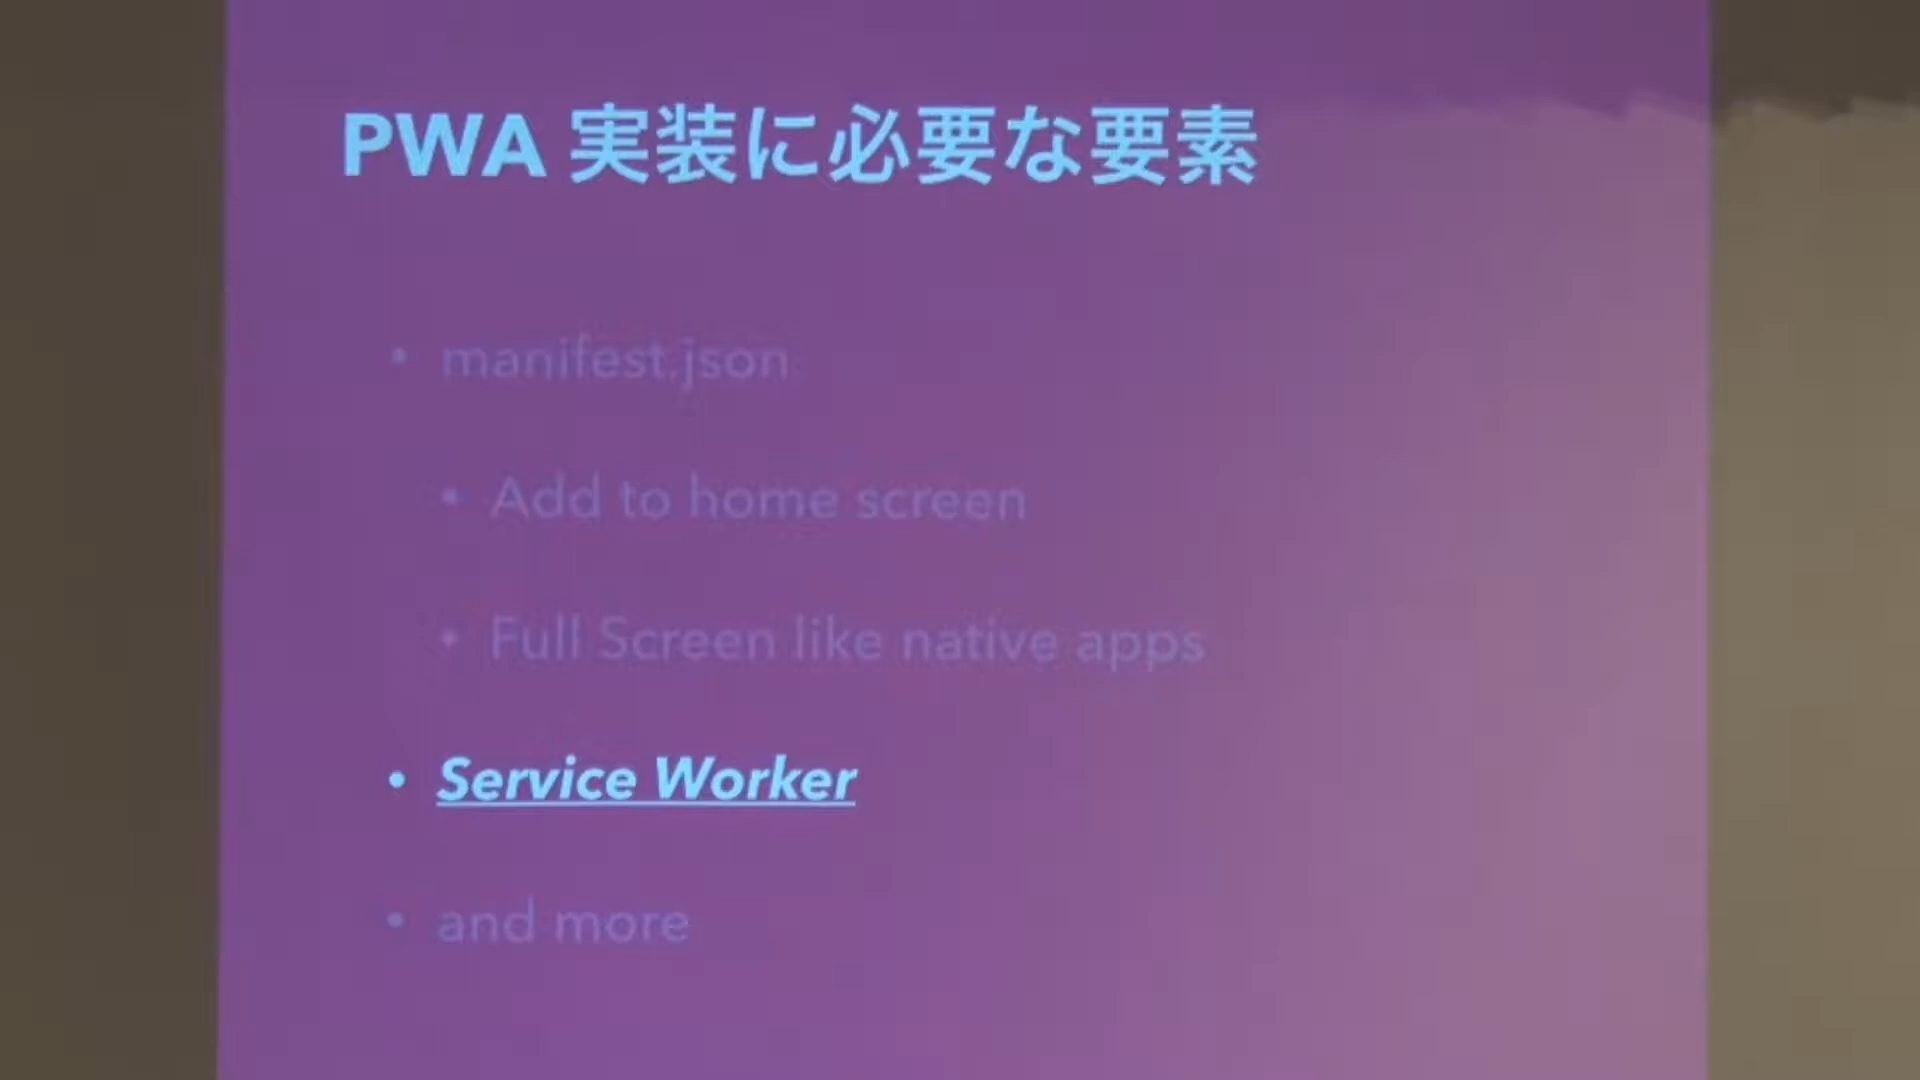 PWA 実装に必要な要素
• manifest.json
• Add to home screen
• Full Screen like native apps
• Service Worker
• and more